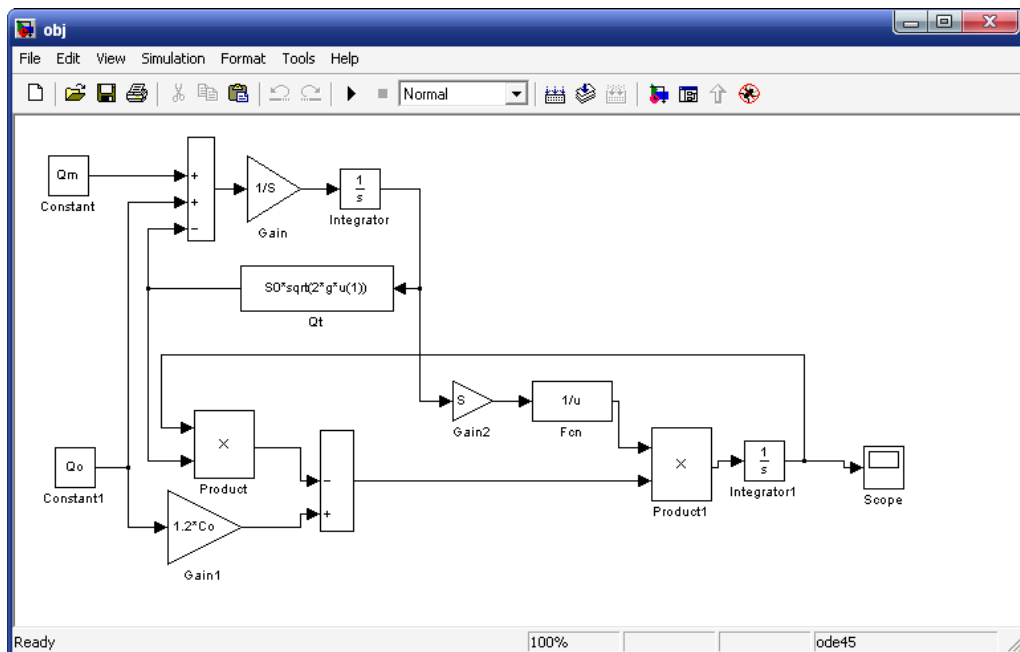 obj
File Edit View Simulation Format Tools Help
Normal
Qm
Constant
+
+
−
1/S
Gain
1
s
Integrator
S0*sqrt(2*g*u(1))
Qt
S
Gain2
1/u
Fcn
×
Product
Qo
Constant1
1.2*Co
Gain1
−
+
×
Product1
1
s
Integrator1
Scope
Ready 100% ode45